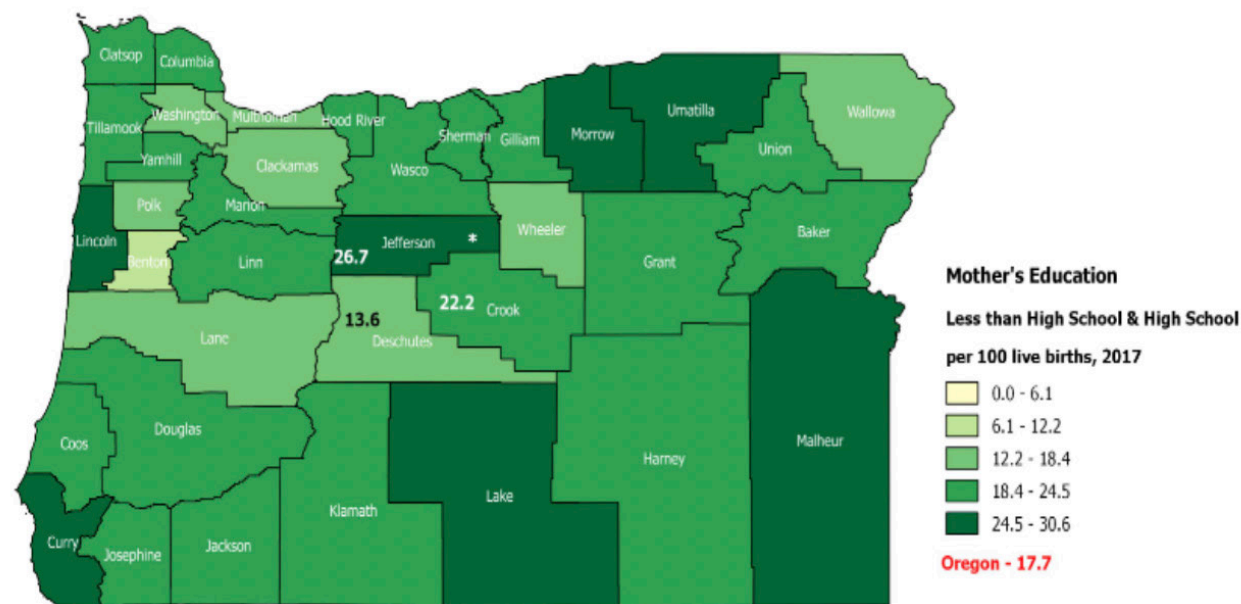 Clatsop
Columbia
Tillamook
Washington
Multnomah
Hood River
Sherman
Gilliam
Morrow
Umatilla
Wallowa
Union
Yamhill
Clackamas
Wasco
Polk
Marion
Lincoln
Benton
Linn
Jefferson *
26.7
Wheeler
Grant
Baker
22.2
Crook
13.6
Deschutes
Lane
Douglas
Coos
Curry
Josephine
Jackson
Klamath
Lake
Harney
Malheur
Mother's Education
Less than High School & High School
per 100 live births, 2017
0.0 - 6.1
6.1 - 12.2
12.2 - 18.4
18.4 - 24.5
24.5 - 30.6
Oregon - 17.7